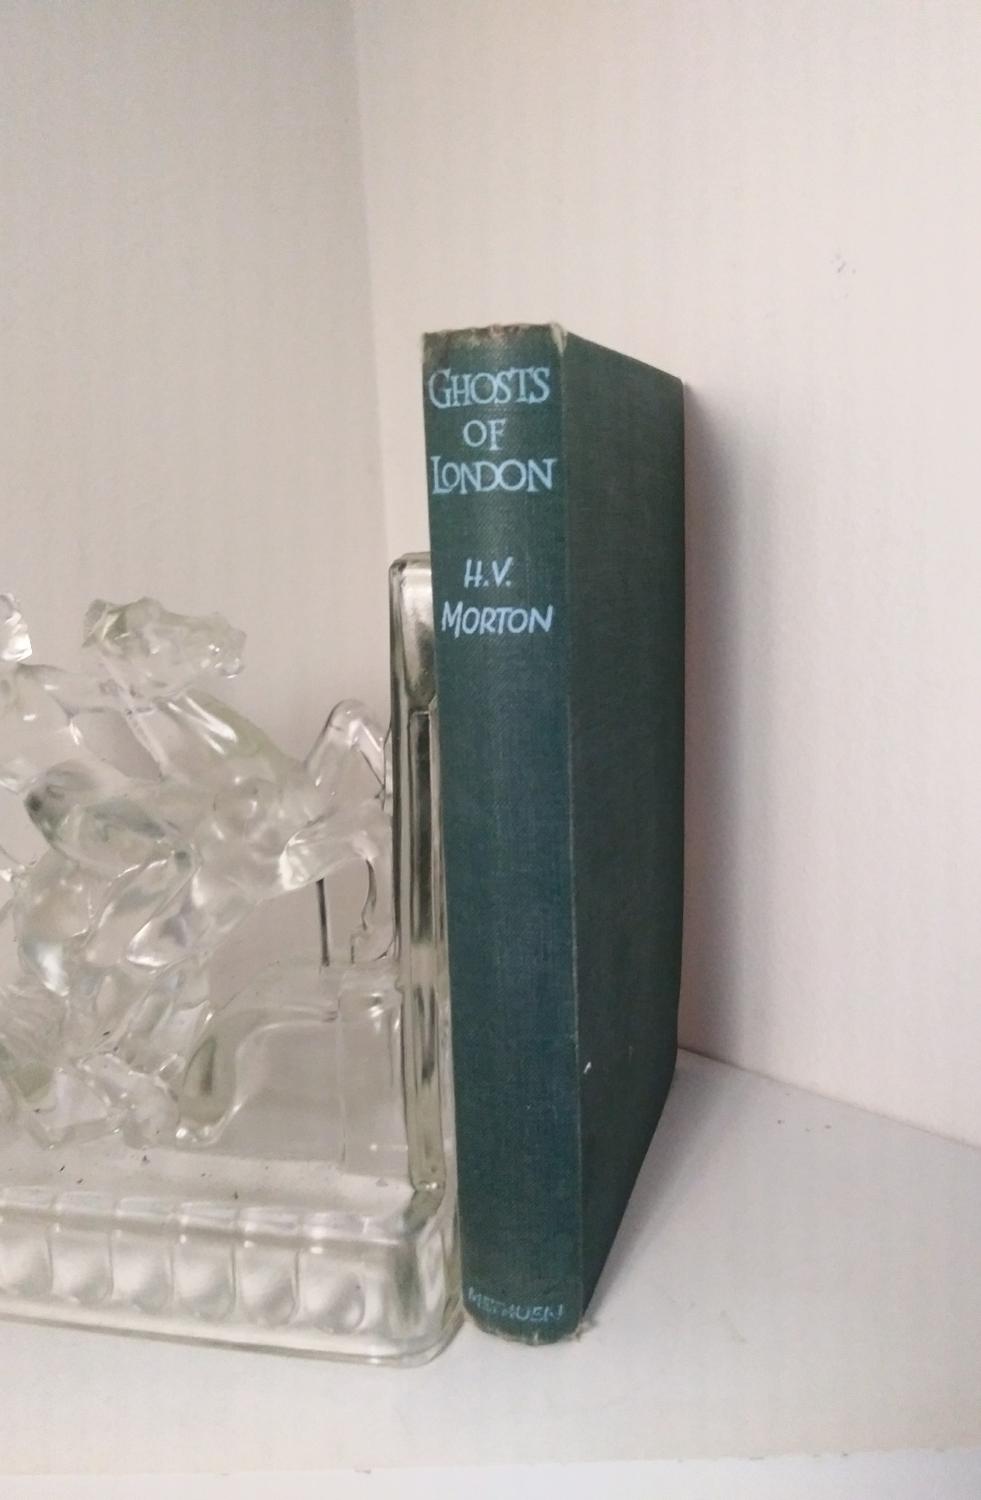 GHOSTS
OF
LONDON
H.V.
MORTON
METHUEN